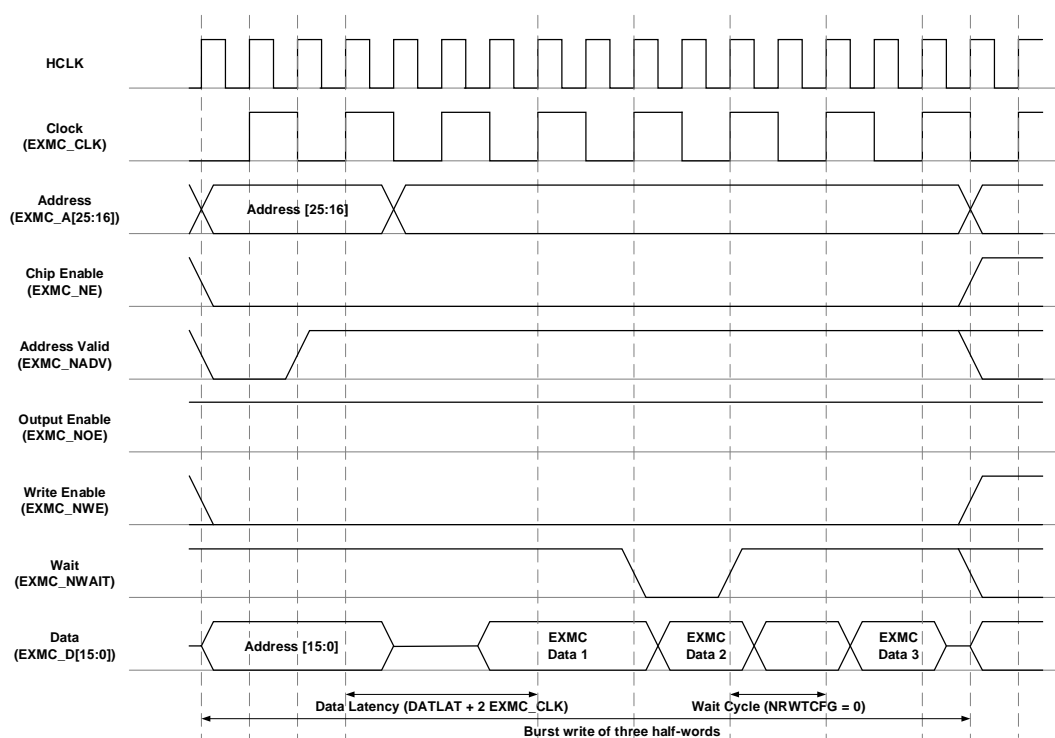 HCLK
Clock
(EXMC_CLK)
Address
(EXMC_A[25:16])
Address [25:16]
Chip Enable
(EXMC_NE)
Address Valid
(EXMC_NADV)
Output Enable
(EXMC_NOE)
Write Enable
(EXMC_NWE)
Wait
(EXMC_NWAIT)
Data
(EXMC_D[15:0])
Address [15:0]
EXMC
Data 1
EXMC
Data 2
EXMC
Data 3
Data Latency (DATLAT + 2 EXMC_CLK)
Wait Cycle (NRWTCFG = 0)
Burst write of three half-words